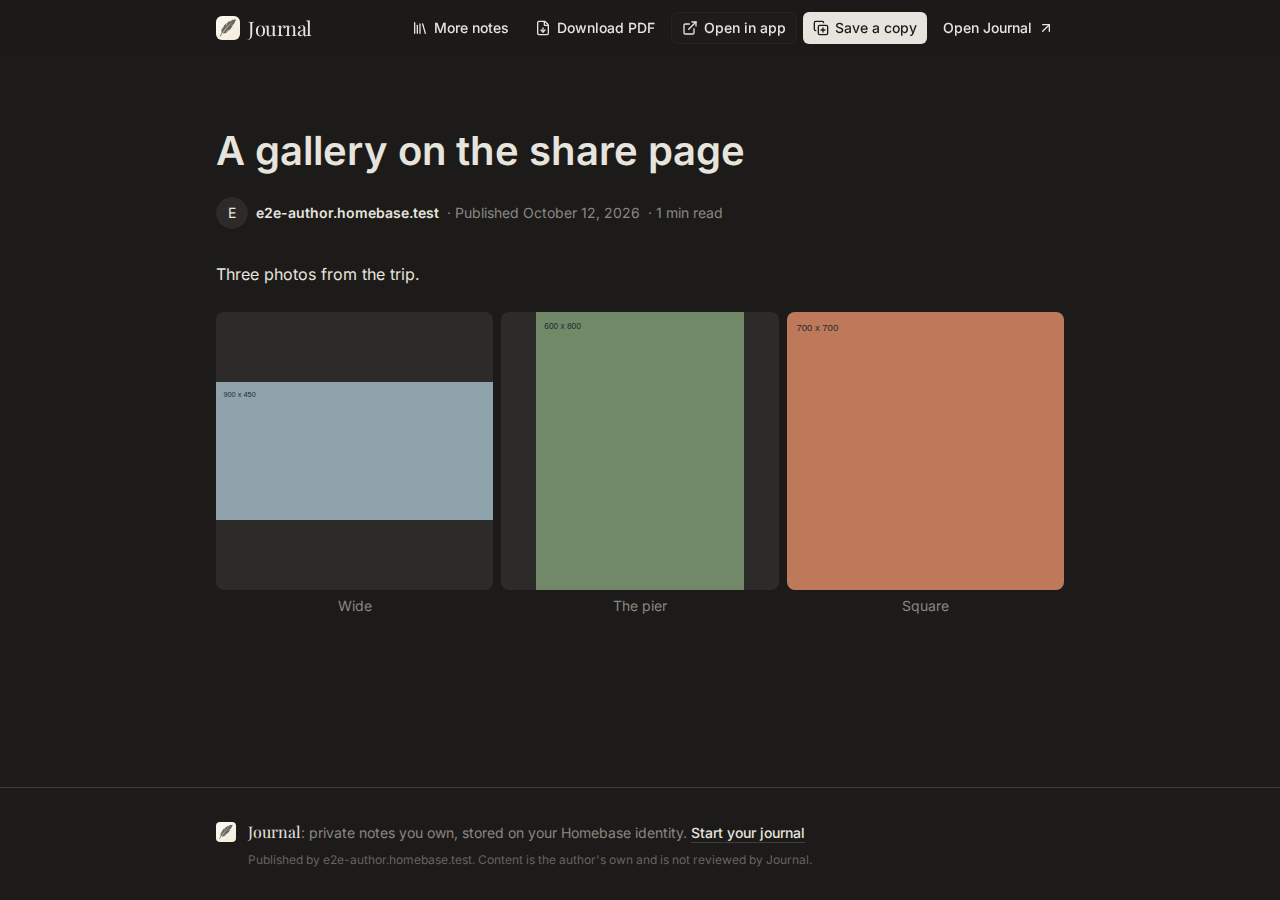 Journal More notes Download PDF Open in app Save a copy Open Journal
A gallery on the share page
E e2e-author.homebase.test · Published October 12, 2026 · 1 min read
Three photos from the trip.
900 x 450
600 x 800
700 x 700
Wide
The pier
Square
Journal: private notes you own, stored on your Homebase identity. Start your journal
Published by e2e-author.homebase.test. Content is the author's own and is not reviewed by Journal.